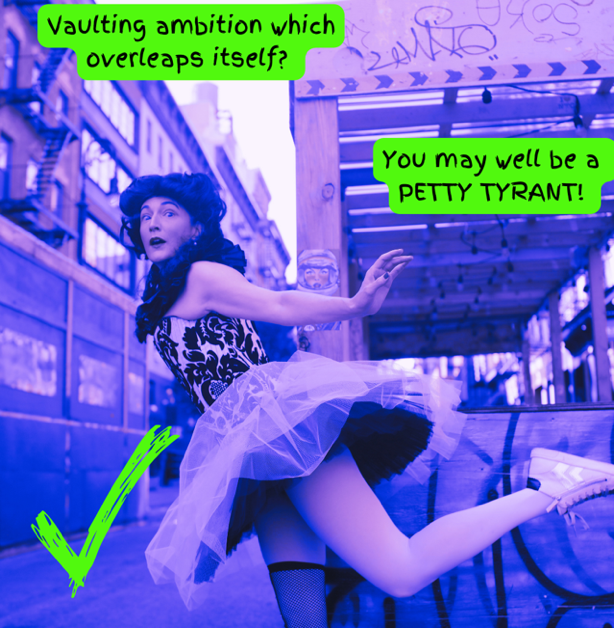 Vaulting ambition which
overleaps itself?
You may well be a
PETTY TYRANT!